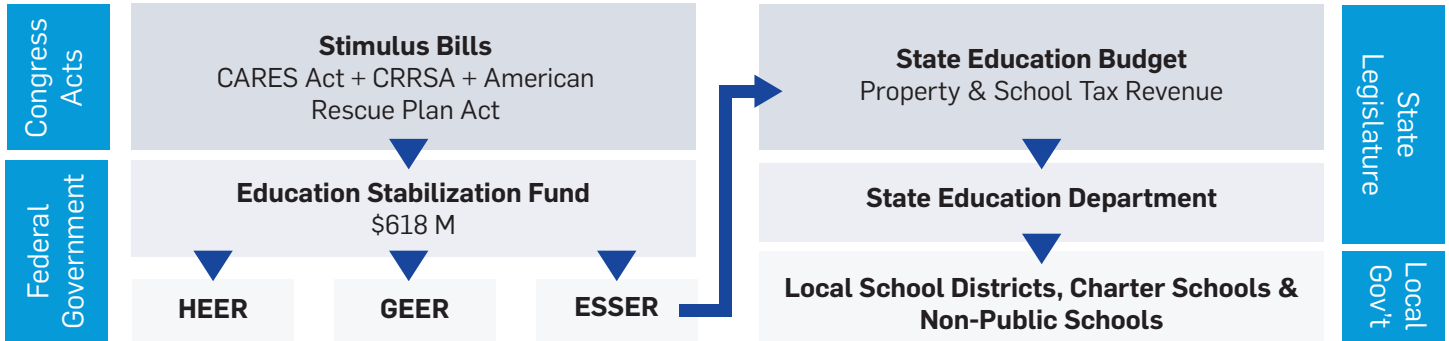 Congress
Acts
Stimulus Bills
CARES Act + CRRSA + American
Rescue Plan Act
Federal
Government
Education Stabilization Fund
$618 M
HEER
GEER
ESSER
State Education Budget
Property & School Tax Revenue
State
Legislature
State Education Department
Local School Districts, Charter Schools &
Non-Public Schools
Local
Gov't